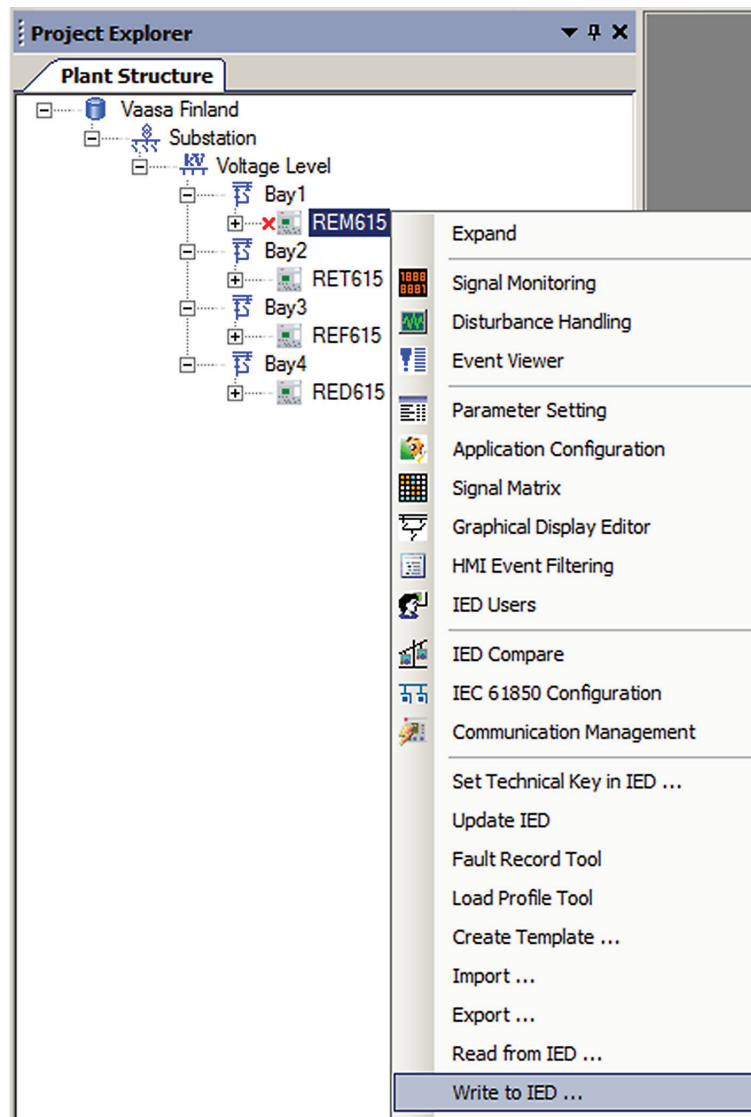 Project Explorer
Plant Structure
Vaasa Finland
Substation
KV Voltage Level
Bay1
REM615
Bay2
RET615
Bay3
REF615
Bay4
RED615
Expand
Signal Monitoring
Disturbance Handling
Event Viewer
Parameter Setting
Application Configuration
Signal Matrix
Graphical Display Editor
HMI Event Filtering
IED Users
IED Compare
IEC 61850 Configuration
Communication Management
Set Technical Key in IED ...
Update IED
Fault Record Tool
Load Profile Tool
Create Template ...
Import ...
Export ...
Read from IED ...
Write to IED ...